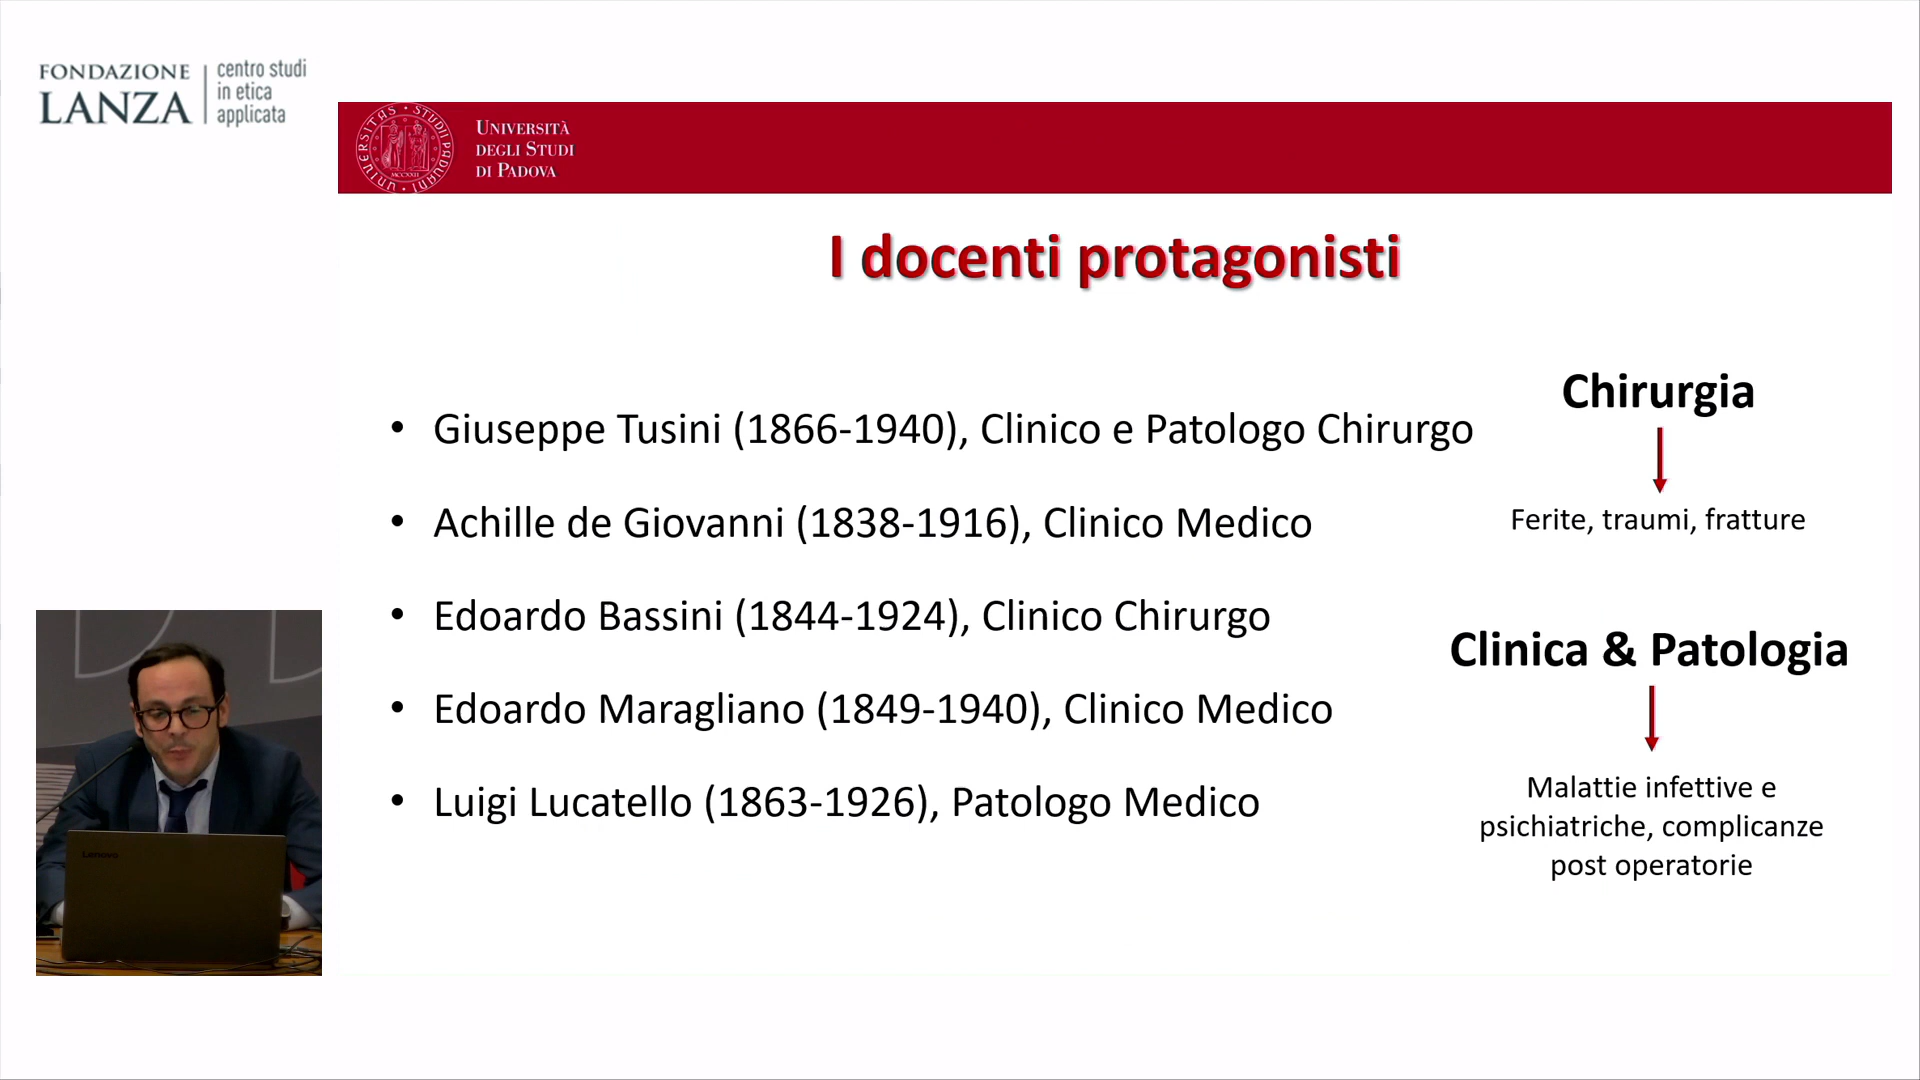 FONDAZIONE
LANZA
centro studi
in etica
applicata
UNIVERSITÀ
DEGLI STUDI
DI PADOVA
I docenti protagonisti
• Giuseppe Tusini (1866-1940), Clinico e Patologo Chirurgo
• Achille de Giovanni (1838-1916), Clinico Medico
• Edoardo Bassini (1844-1924), Clinico Chirurgo
• Edoardo Maragliano (1849-1940), Clinico Medico
• Luigi Lucatello (1863-1926), Patologo Medico
Chirurgia
Ferite, traumi, fratture
Clinica & Patologia
Malattie infettive e
psichiatriche, complicanze
post operatorie
Lenovo